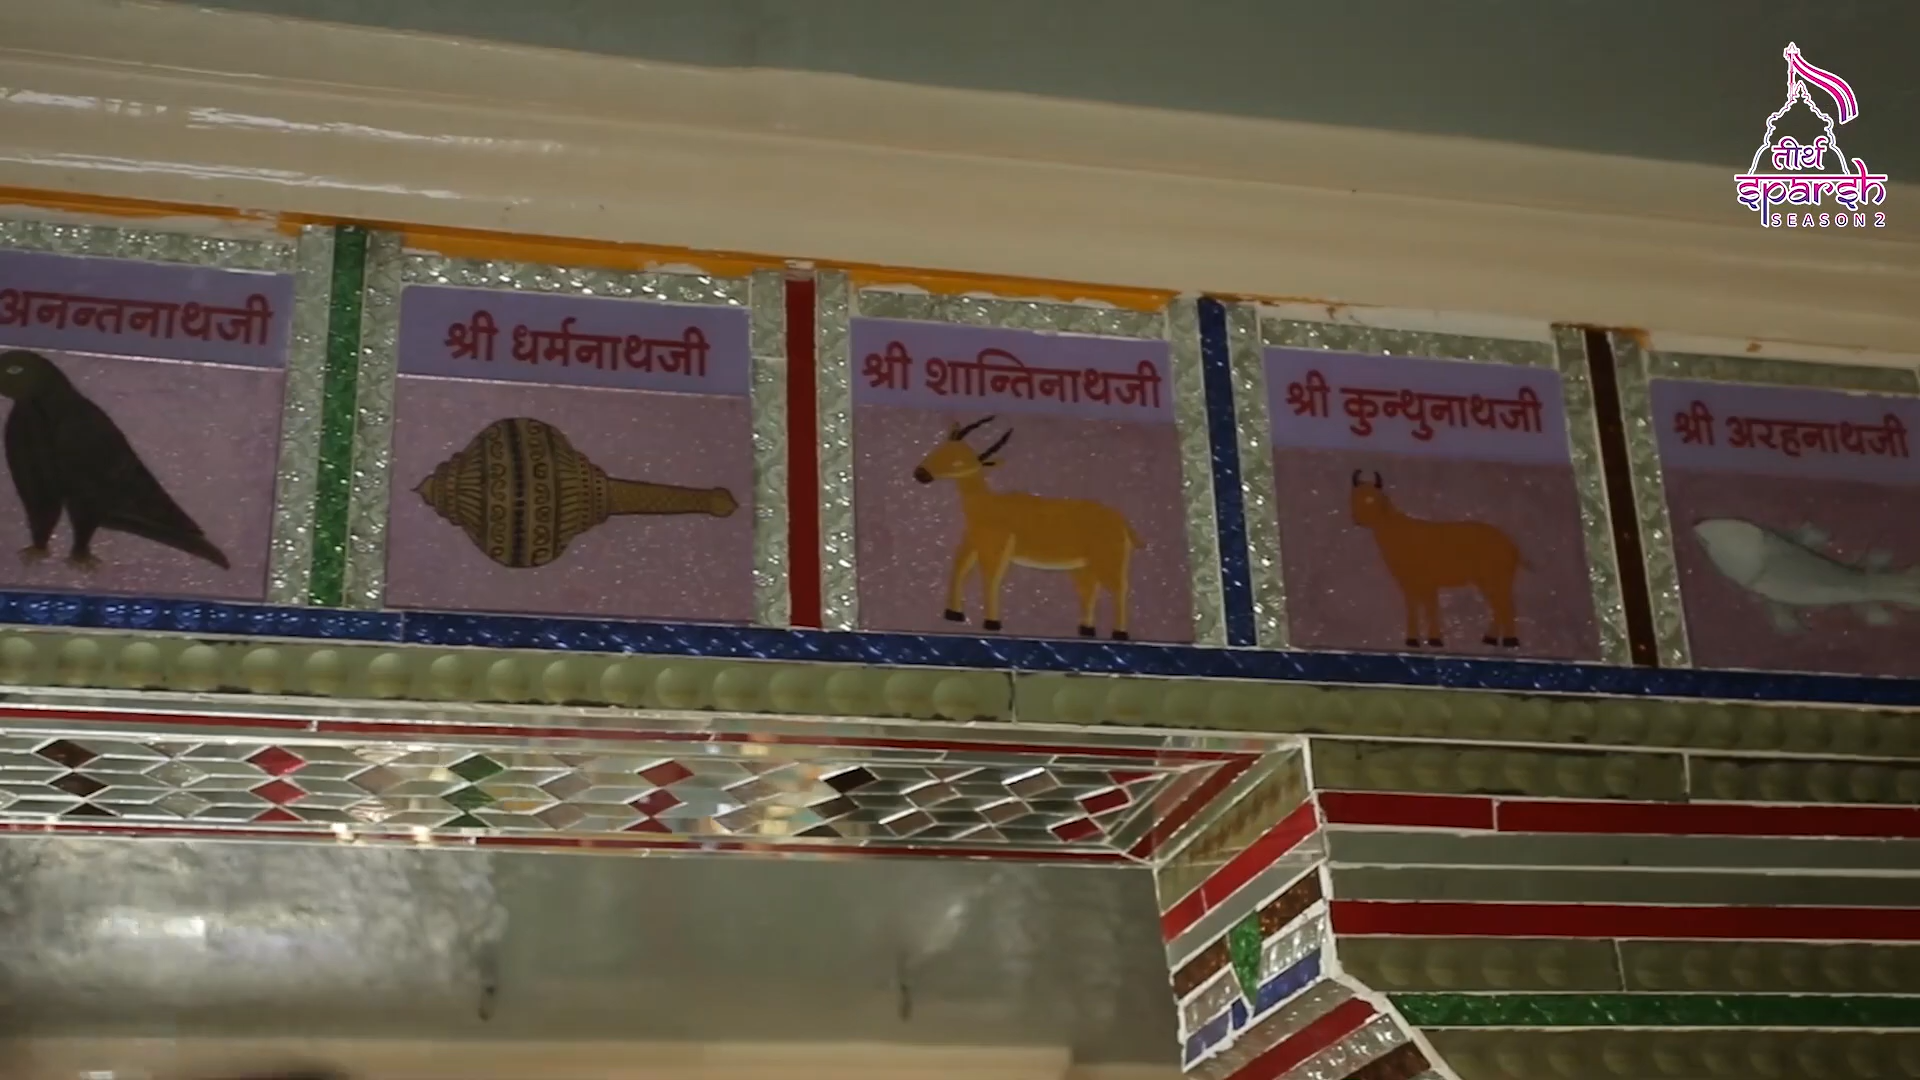 अनन्तनाथजी
श्री धर्मनाथजी
श्री शान्तिनाथजी
श्री कुन्थुनाथजी
श्री अरहनाथजी
तीर्थ
sparsh
SEASON 2